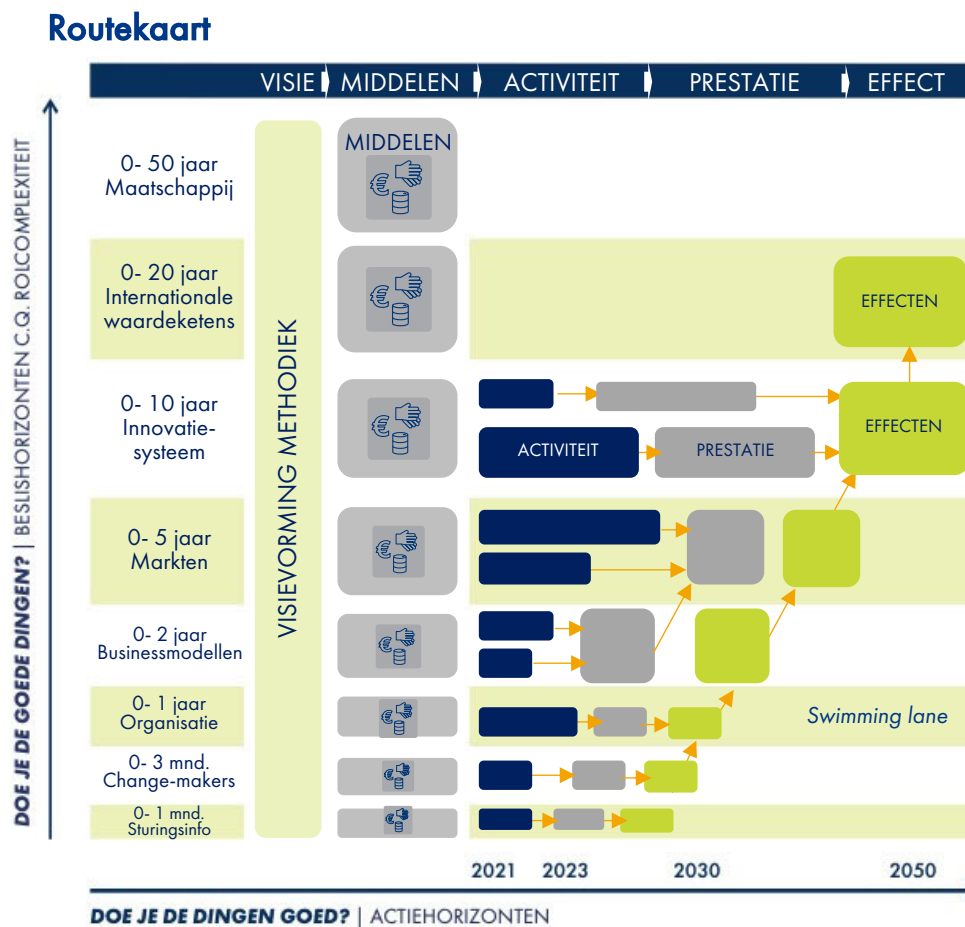 Routekaart
VISIE MIDDELEN ACTIVITEIT PRESTATIE EFFECT
DOE JE DE GOEDE DINGEN? | BESLISHORIZONTEN C.Q. ROLCOMPLEXITEIT
VISIEVORMING METHODIEK
0- 50 jaar
Maatschappij
MIDDELEN
€
0- 20 jaar
Internationale
waardeketens
€
EFFECTEN
0- 10 jaar
Innovatie-
systeem
€
ACTIVITEIT
PRESTATIE
EFFECTEN
0- 5 jaar
Markten
€
0- 2 jaar
Businessmodellen
€
0- 1 jaar
Organisatie
€
Swimming lane
0- 3 mnd.
Change-makers
€
0- 1 mnd.
Sturingsinfo
€
2021 2023 2030 2050
DOE JE DE DINGEN GOED? | ACTIEHORIZONTEN